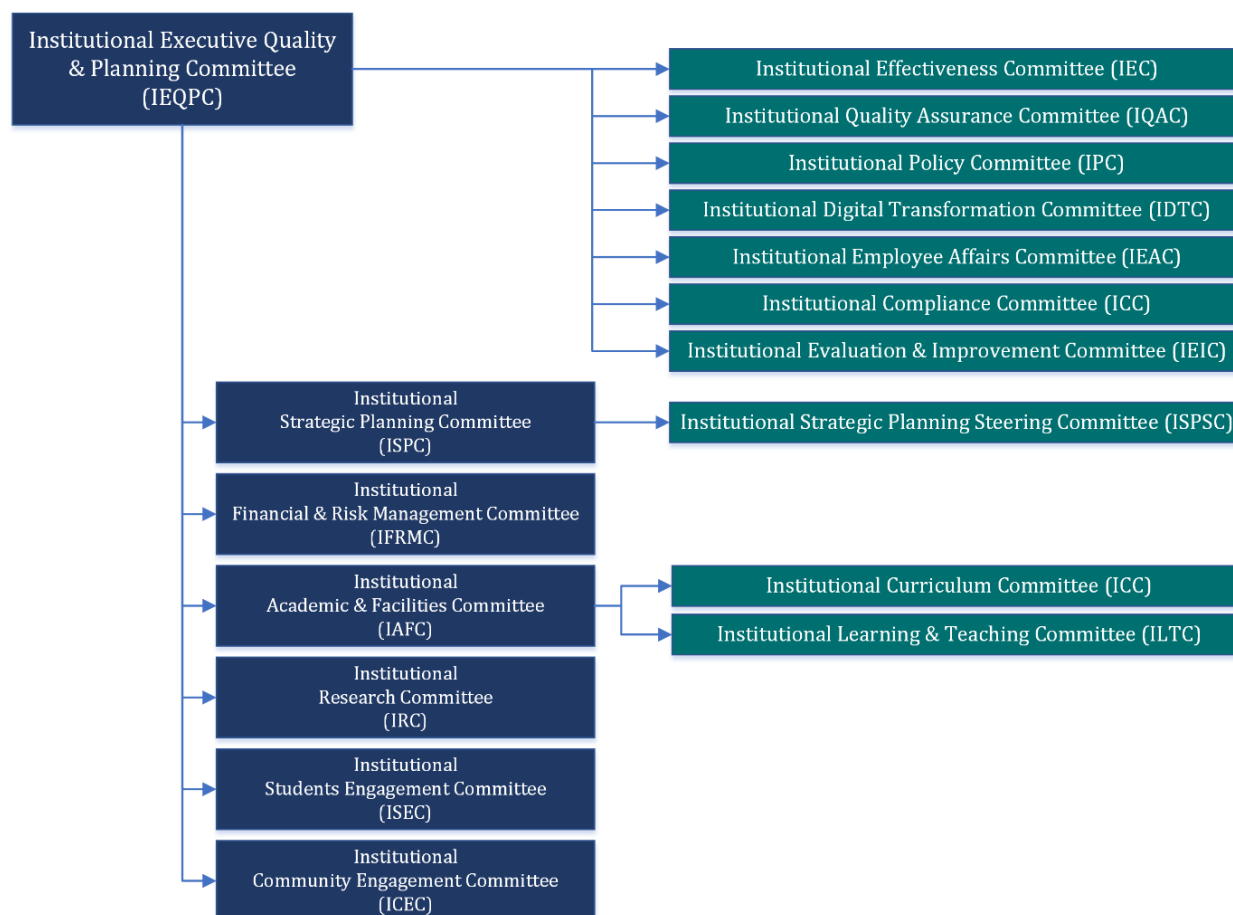 Institutional Executive Quality
& Planning Committee
(IEQPC)
Institutional Effectiveness Committee (IEC)
Institutional Quality Assurance Committee (IQAC)
Institutional Policy Committee (IPC)
Institutional Digital Transformation Committee (IDTC)
Institutional Employee Affairs Committee (IEAC)
Institutional Compliance Committee (ICC)
Institutional Evaluation & Improvement Committee (IEIC)
Institutional
Strategic Planning Committee
(ISPC)
Institutional Strategic Planning Steering Committee (ISPSC)
Institutional
Financial & Risk Management Committee
(IFRMC)
Institutional
Academic & Facilities Committee
(IAFC)
Institutional Curriculum Committee (ICC)
Institutional Learning & Teaching Committee (ILTC)
Institutional
Research Committee
(IRC)
Institutional
Students Engagement Committee
(ISEC)
Institutional
Community Engagement Committee
(ICEC)